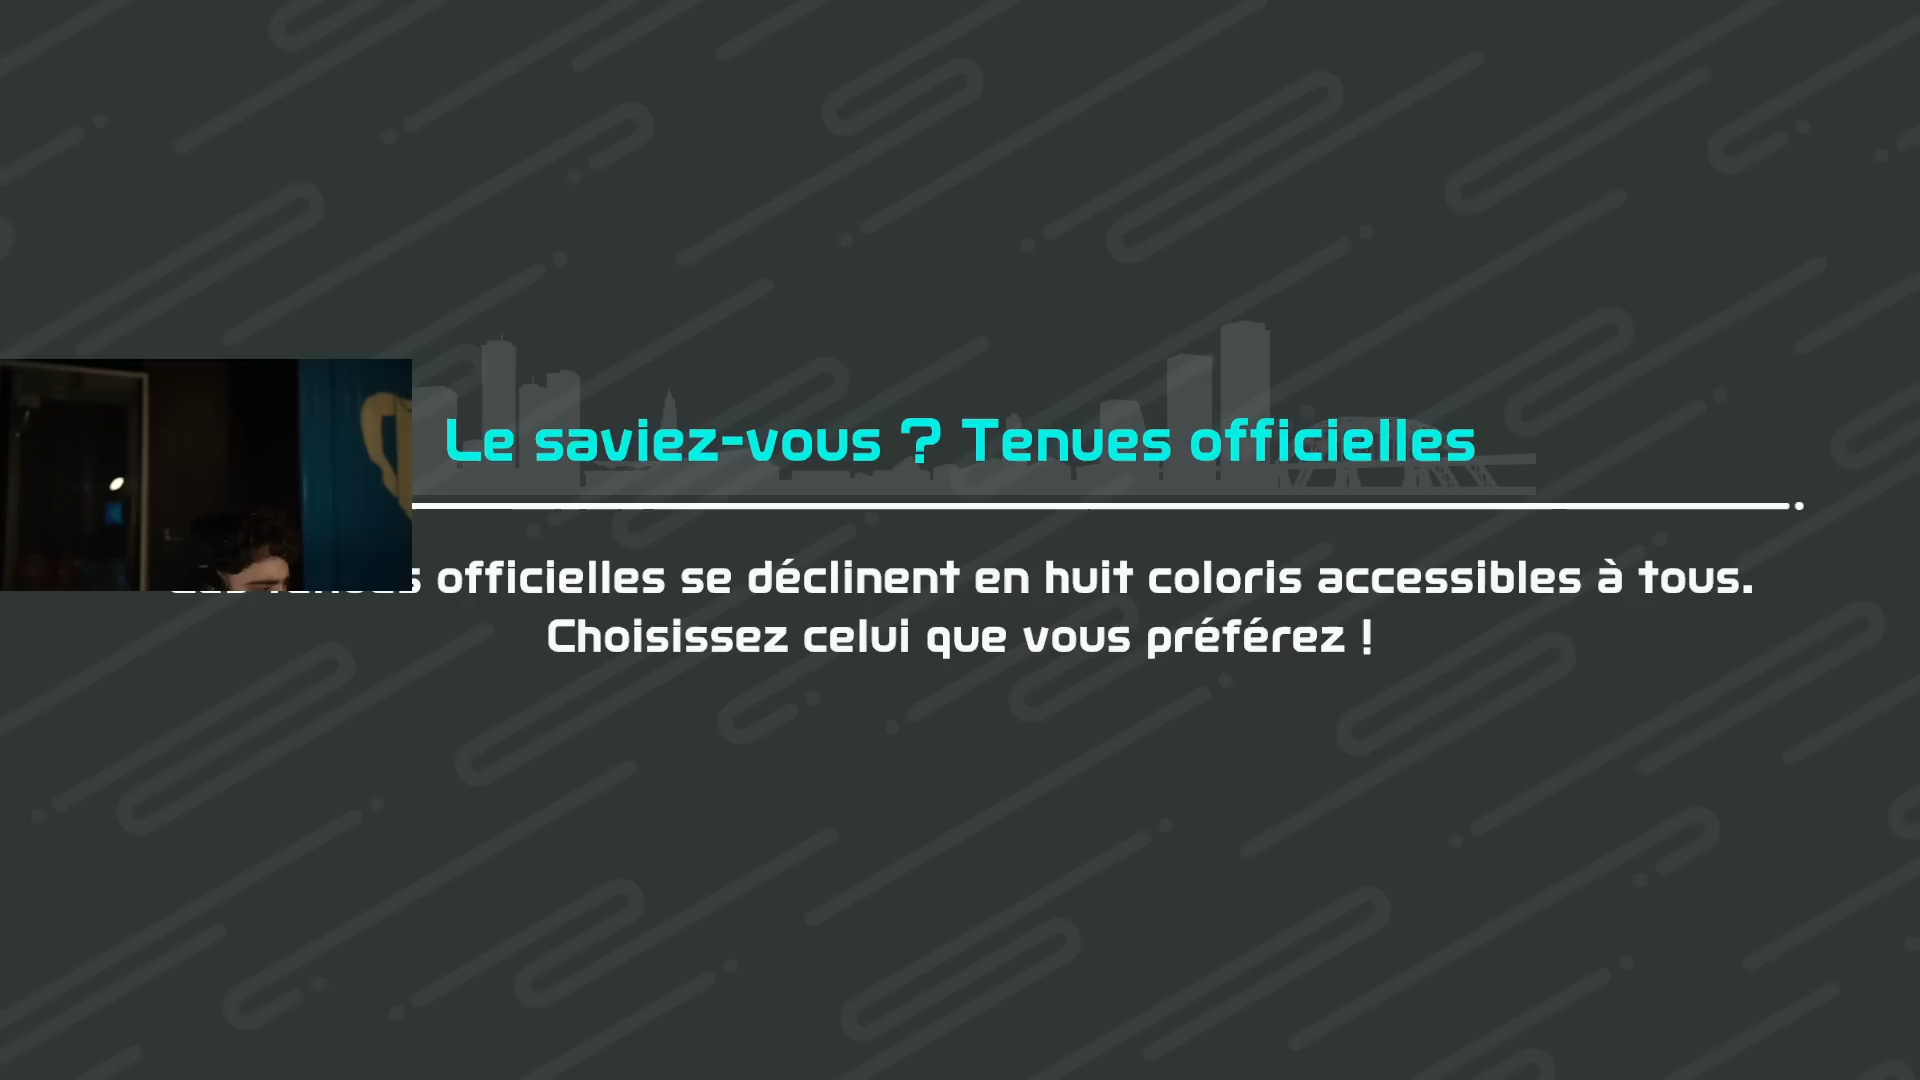 Le saviez-vous ? Tenues officielles
officielles se déclinent en huit coloris accessibles à tous.
Choisissez celui que vous préférez !